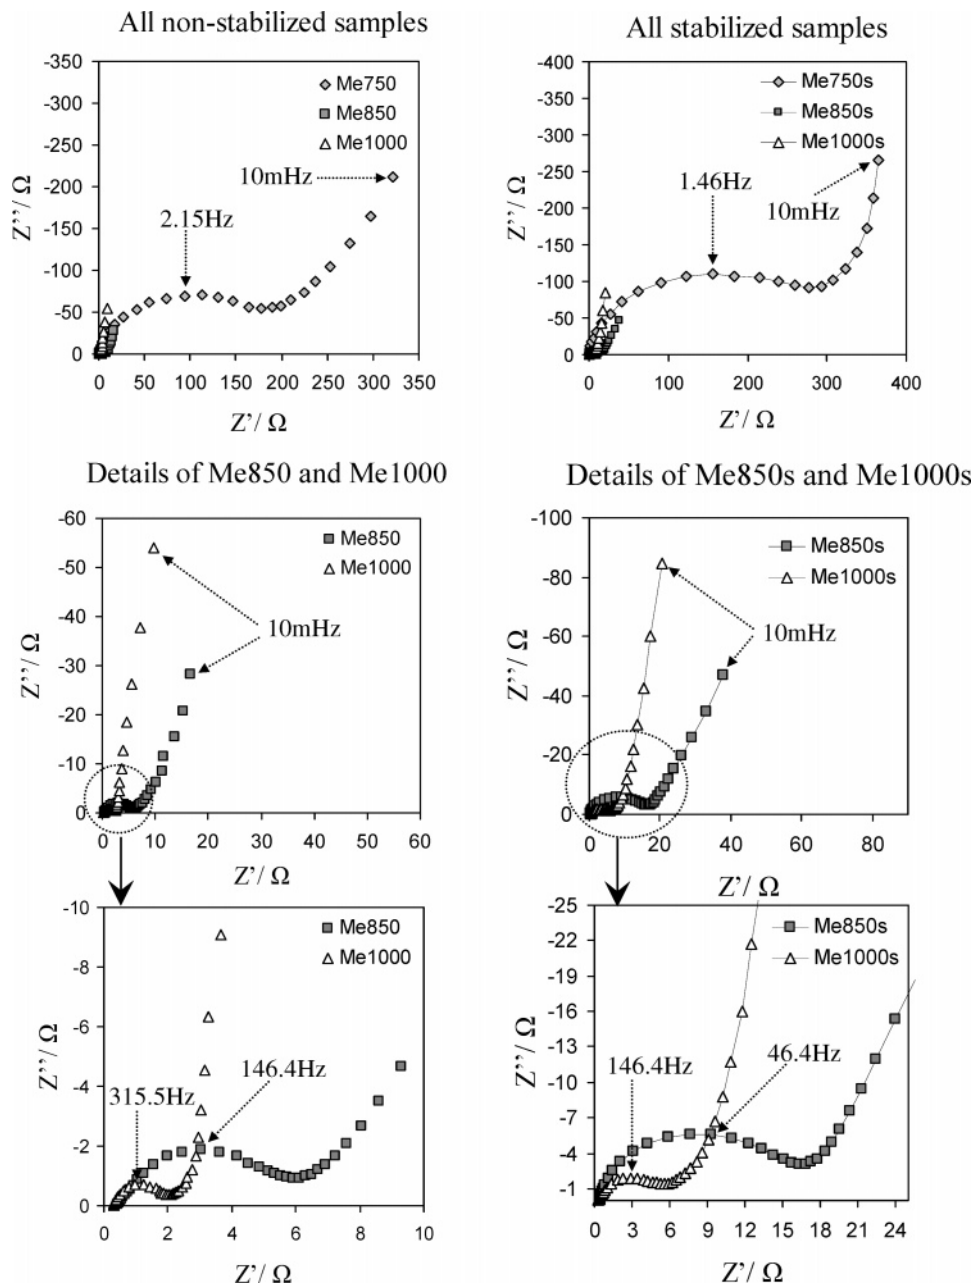 All non-stabilized samples
-350
-300
-250
-200
-150
-100
-50
0
Z''/ Ω
Me750
Me850
Me1000
10mHz
2.15Hz
0 50 100 150 200 250 300 350
Z'/ Ω
All stabilized samples
-400
-350
-300
-250
-200
-150
-100
-50
0
Z''/ Ω
Me750s
Me850s
Me1000s
1.46Hz
10mHz
0 100 200 300 400
Z'/ Ω
Details of Me850 and Me1000
-60
-50
-40
-30
-20
-10
0
Z''/ Ω
Me850
Me1000
10mHz
0 10 20 30 40 50 60
Z'/ Ω
Details of Me850s and Me1000s
-100
-80
-60
-40
-20
0
Z''/ Ω
Me850s
Me1000s
10mHz
0 20 40 60 80
Z'/ Ω
-10
-8
-6
-4
-2
0
Z''/ Ω
Me850
Me1000
315.5Hz
146.4Hz
0 2 4 6 8 10
Z'/ Ω
-25
-22
-19
-16
-13
-10
-7
-4
-1
Z''/ Ω
Me850s
Me1000s
146.4Hz
46.4Hz
0 3 6 9 12 15 18 21 24
Z'/ Ω